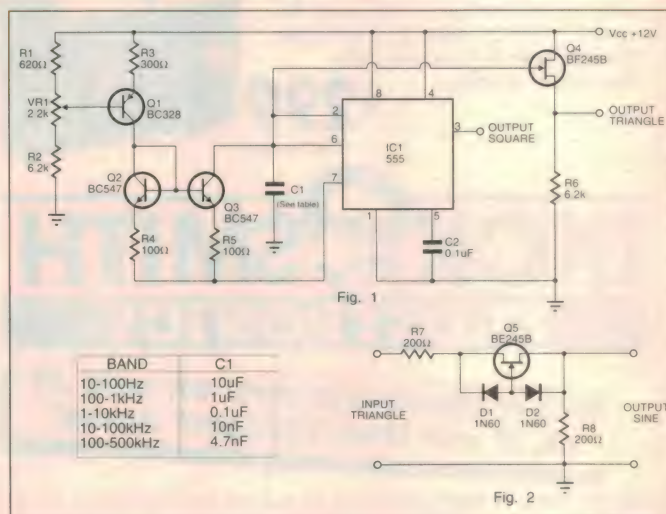 R1
620Ω
R3
300Ω
VR1
2.2k
Q1
BC328
R2
6.2k
Q2
BC547
Q3
BC547
R4
100Ω
R5
100Ω
C1
(See table)
8
4
2
6
7
3
1
5
IC1
555
OUTPUT
SQUARE
C2
0.1uF
Q4
BF245B
Vcc +12V
OUTPUT
TRIANGLE
R6
6.2k
Fig. 1
BAND C1
10-100Hz 10uF
100-1kHz 1uF
1-10kHz 0.1uF
10-100kHz 10nF
100-500kHz 4.7nF
R7
200Ω
Q5
BE245B
INPUT
TRIANGLE
D1
1N60
D2
1N60
R8
200Ω
OUTPUT
SINE
Fig. 2